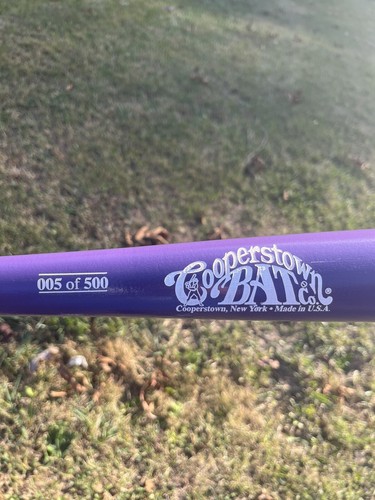 005 of 500
Cooperstown
BAT & Co.®
Cooperstown, New York • Made in U.S.A.